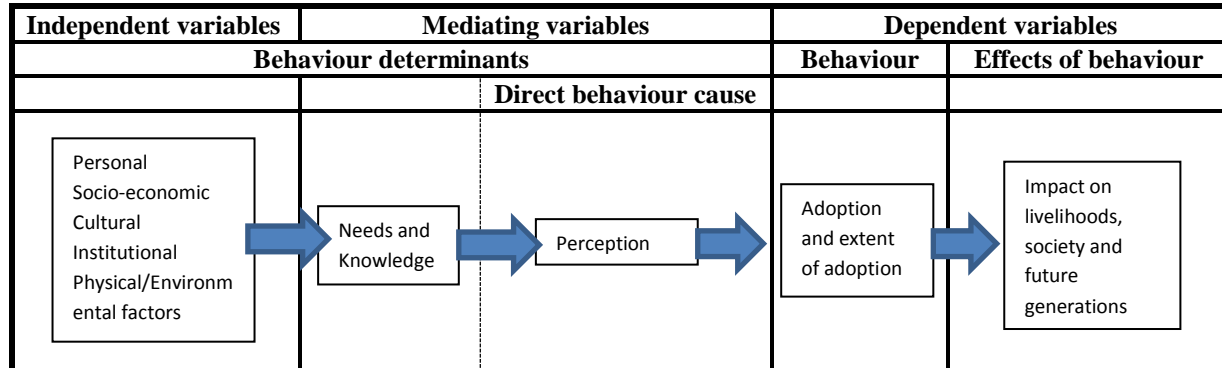 Independent variables
Mediating variables
Dependent variables
Behaviour determinants
Behaviour
Effects of behaviour
Direct behaviour cause
Personal
Socio-economic
Cultural
Institutional
Physical/Environm
ental factors
Needs and
Knowledge
Perception
Adoption
and extent
of adoption
Impact on
livelihoods,
society and
future
generations